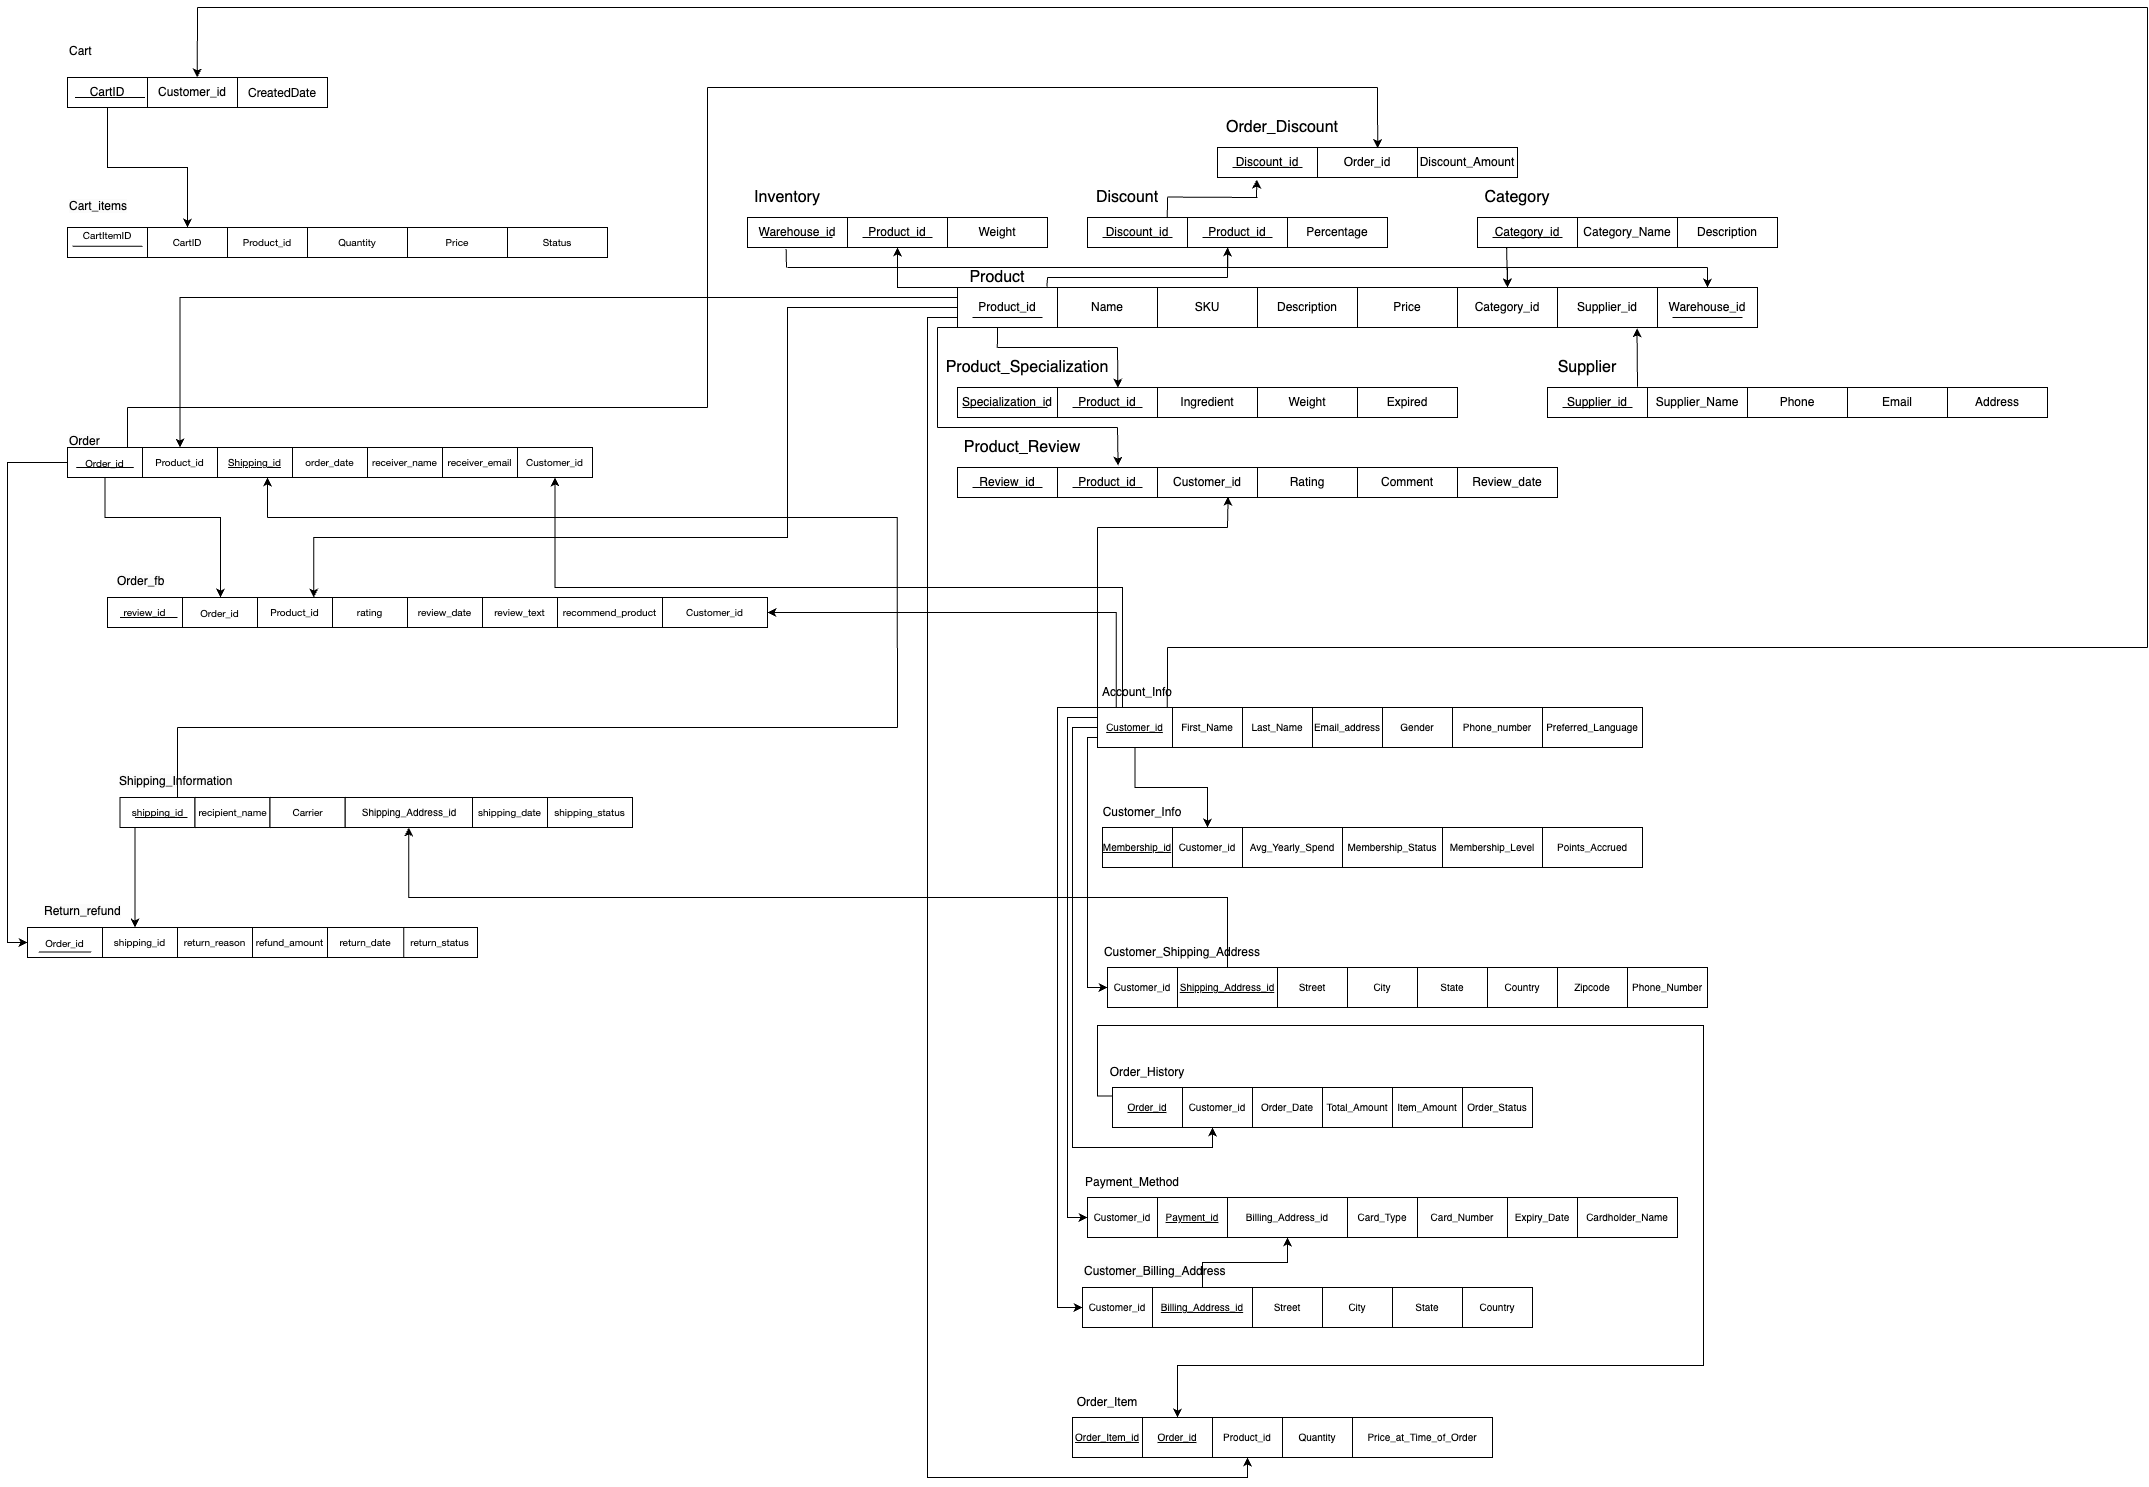 Cart
CartID Customer_id CreatedDate
Order_Discount
Discount_id Order_id Discount_Amount
Cart_items
CartItemID CartID Product_id Quantity Price Status
Inventory
Warehouse_id Product_id Weight
Discount
Discount_id Product_id Percentage
Category
Category_id Category_Name Description
Product
Product_id Name SKU Description Price Category_id Supplier_id Warehouse_id
Product_Specialization
Specialization_id Product_id Ingredient Weight Expired
Supplier
Supplier_id Supplier_Name Phone Email Address
Order
Order_id Product_id Shipping_id order_date receiver_name receiver_email Customer_id
Product_Review
Review_id Product_id Customer_id Rating Comment Review_date
Order_fb
review_id Order_id Product_id rating review_date review_text recommend_product Customer_id
Account_Info
Customer_id First_Name Last_Name Email_address Gender Phone_number Preferred_Language
Shipping_Information
shipping_id recipient_name Carrier Shipping_Address_id shipping_date shipping_status
Customer_Info
Membership_id Customer_id Avg_Yearly_Spend Membership_Status Membership_Level Points_Accrued
Return_refund
Order_id shipping_id return_reason refund_amount return_date return_status
Customer_Shipping_Address
Customer_id Shipping_Address_id Street City State Country Zipcode Phone_Number
Order_History
Order_id Customer_id Order_Date Total_Amount Item_Amount Order_Status
Payment_Method
Customer_id Payment_id Billing_Address_id Card_Type Card_Number Expiry_Date Cardholder_Name
Customer_Billing_Address
Customer_id Billing_Address_id Street City State Country
Order_Item
Order_Item_id Order_id Product_id Quantity Price_at_Time_of_Order